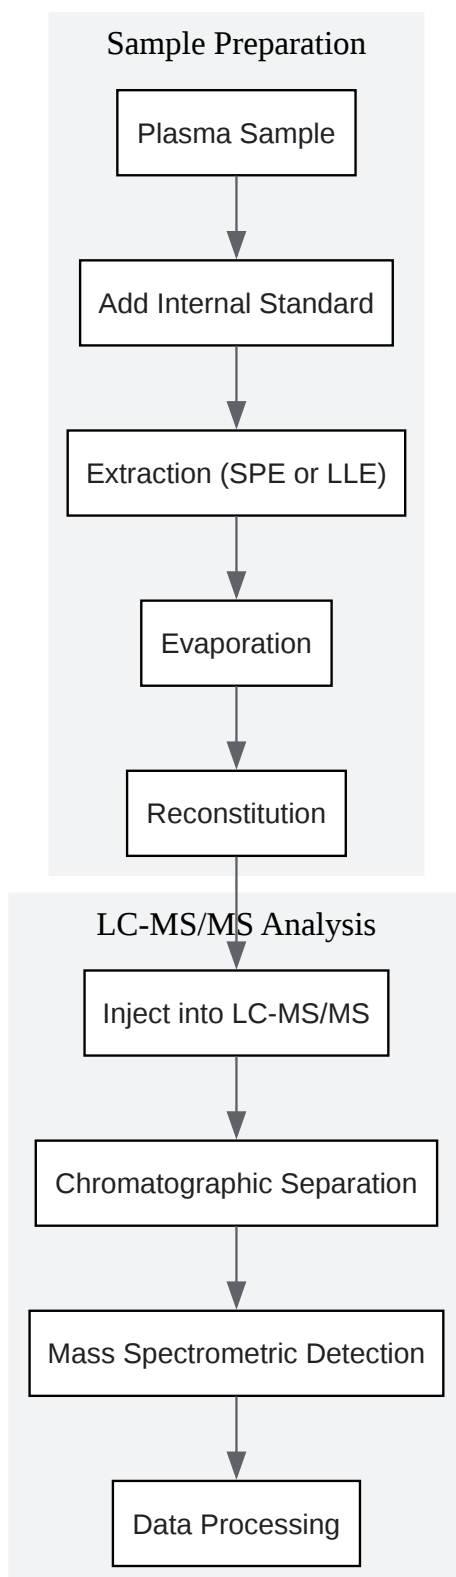 Sample Preparation
Plasma Sample
Add Internal Standard
Extraction (SPE or LLE)
Evaporation
Reconstitution
LC-MS/MS Analysis
Inject into LC-MS/MS
Chromatographic Separation
Mass Spectrometric Detection
Data Processing